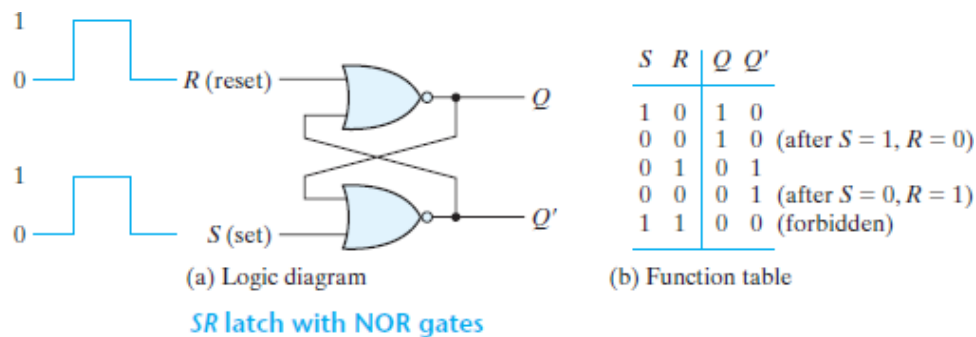 1
0
R (reset)
Q
1
0
S (set)
Q'
(a) Logic diagram
S R Q Q'
1 0 1 0
0 0 1 0 (after S = 1, R = 0)
0 1 0 1
0 0 0 1 (after S = 0, R = 1)
1 1 0 0 (forbidden)
(b) Function table
SR latch with NOR gates